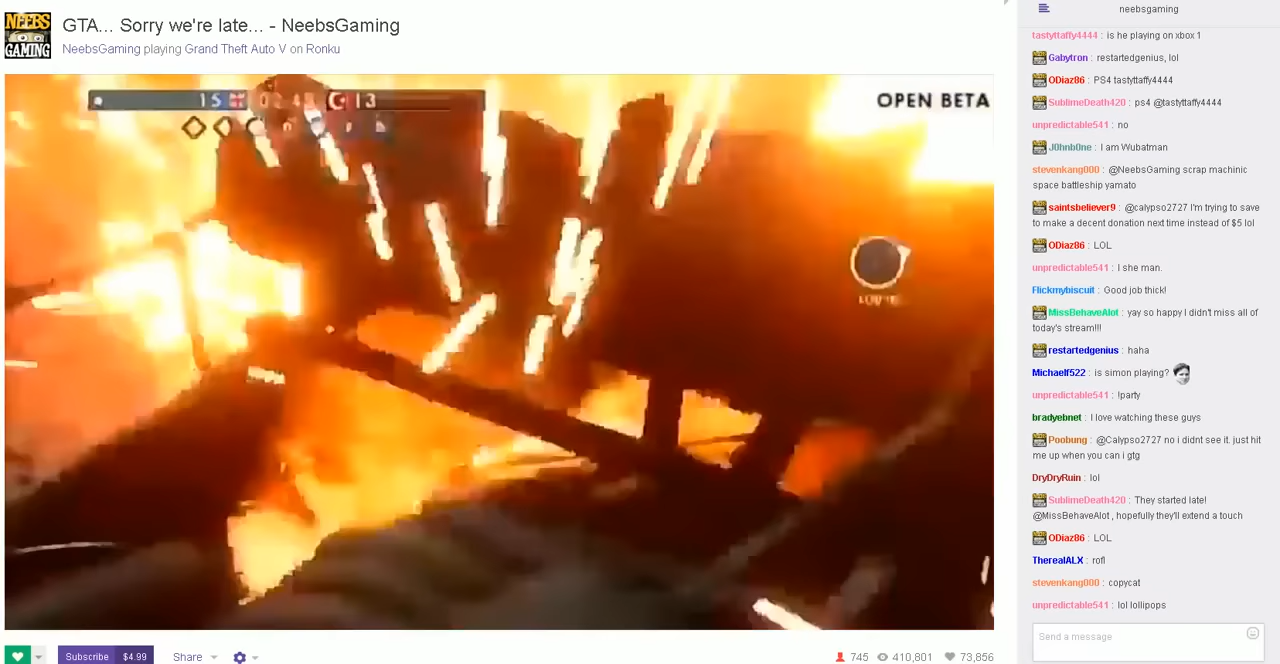 NEEBS
GAMING
GTA... Sorry we're late... - NeebsGaming
NeebsGaming playing Grand Theft Auto V on Ronku
15
13
OPEN BETA
Subscribe $4.99
Share
745 410,801 73,856
neebsgaming
tastyttaffy4444 : is he playing on xbox 1
Gabytron : restartedgenius, lol
ODiaz86 : PS4 tastyttaffy4444
SublimeDeath420 : ps4 @tastyttaffy4444
unpredictable541 : no
J0hnb0ne : I am Wubatman
stevenkang000 : @NeebsGaming scrap machinic
space battleship yamato
saintsbeliever9 : @calypso2727 I'm trying to save
to make a decent donation next time instead of $5 lol
ODiaz86 : LOL
unpredictable541 : I she man.
Flickmybiscuit : Good job thick!
MissBehaveAlot : yay so happy I didn't miss all of
today's stream!!!
restartedgenius : haha
Michaelf522 : is simon playing?
unpredictable541 : !party
bradyebnet : I love watching these guys
Poobung : @Calypso2727 no i didnt see it. just hit
me up when you can i gtg
DryDryRuin : lol
SublimeDeath420 : They started late!
@MissBehaveAlot , hopefully they'll extend a touch
ODiaz86 : LOL
TherealALX : rofl
stevenkang000 : copycat
unpredictable541 : lol lollipops
Send a message